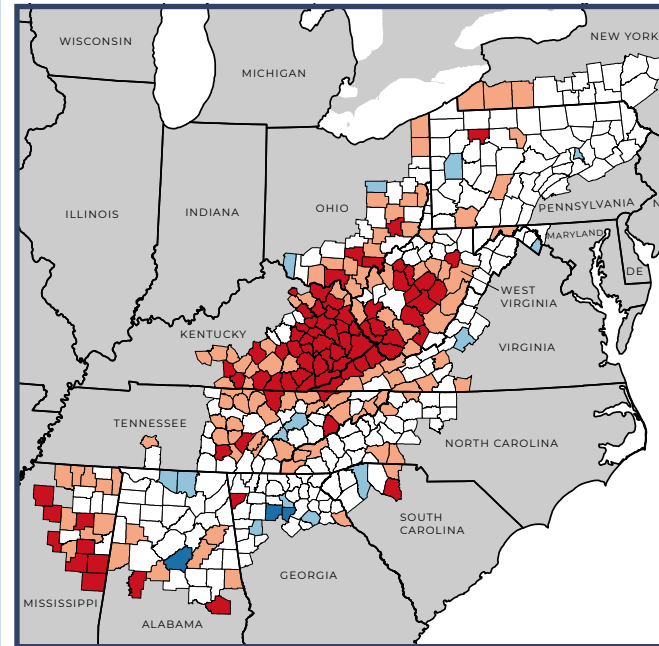 WISCONSIN
NEW YORK
MICHIGAN
ILLINOIS
INDIANA
OHIO
PENNSYLVANIA
N
MARYLAND
DE
WEST
VIRGINIA
KENTUCKY
VIRGINIA
TENNESSEE
NORTH CAROLINA
SOUTH
CAROLINA
GEORGIA
MISSISSIPPI
ALABAMA